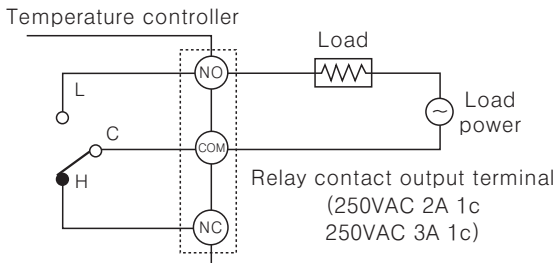 Temperature controller
Load
NO
L
Load
power
C
COM
H
Relay contact output terminal
(250VAC 2A 1c
250VAC 3A 1c)
NC